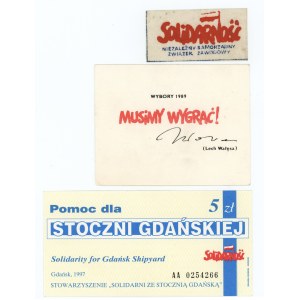 SOLIDARNOŚĆ
NIEZALEŻNY SAMORZĄDNY
ZWIĄZEK ZAWODOWY
WYBORY 1989
MUSIMY WYGRAĆ!
(Lech Wałęsa)
Pomoc dla 5 zł
STOCZNI GDAŃSKIEJ
Solidarity for Gdańsk Shipyard
SOLIDARNOŚĆ
Gdańsk, 1997 AA 0254266
STOWARZYSZENIE „SOLIDARNI ZE STOCZNIĄ GDAŃSKĄ"